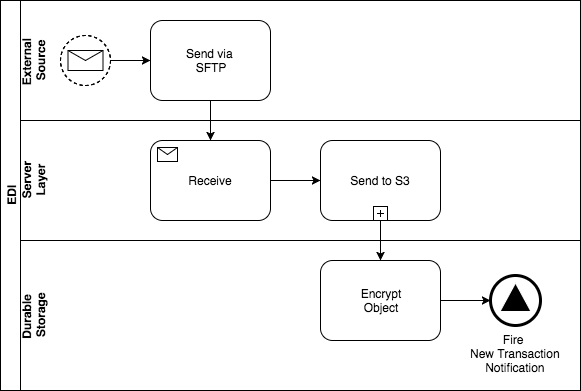 EDI
External
Source
Send via
SFTP
Server
Layer
Receive
Send to S3
Durable
Storage
Encrypt
Object
Fire
New Transaction
Notification